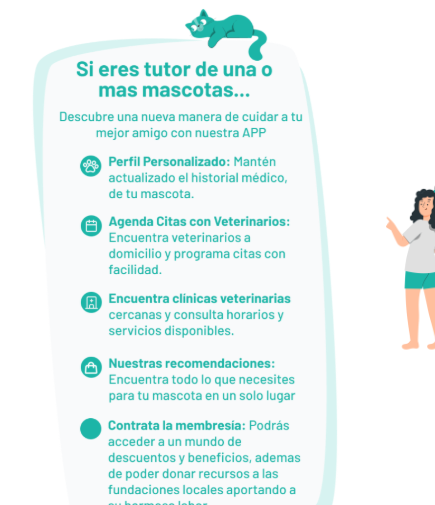 Si eres tutor de una o
mas mascotas...
Descubre una nueva manera de cuidar a tu
mejor amigo con nuestra APP
Perfil Personalizado: Mantén
actualizado el historial médico,
de tu mascota.
Agenda Citas con Veterinarios:
Encuentra veterinarios a
domicilio y programa citas con
facilidad.
Encuentra clínicas veterinarias
cercanas y consulta horarios y
servicios disponibles.
Nuestras recomendaciones:
Encuentra todo lo que necesites
para tu mascota en un solo lugar
Contrata la membresía: Podrás
acceder a un mundo de
descuentos y beneficios, ademas
de poder donar recursos a las
fundaciones locales aportando a
su hermosa labor